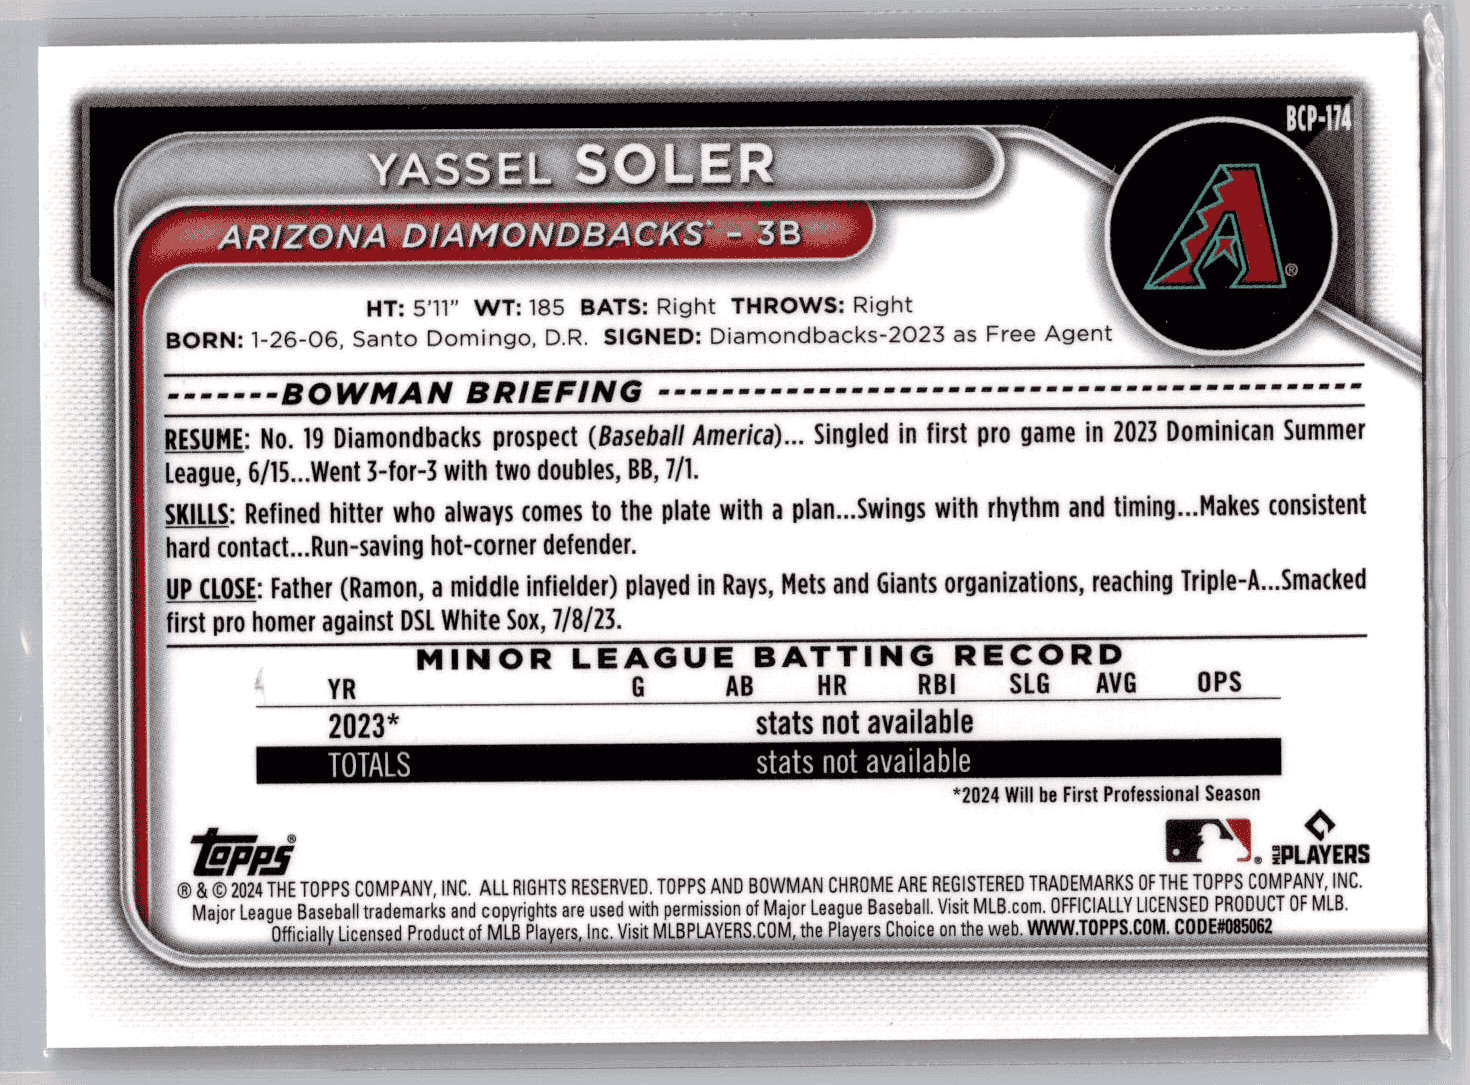 BCP-174
YASSEL SOLER
ARIZONA DIAMONDBACKS - 3B
HT: 5'11" WT: 185 BATS: Right THROWS: Right
BORN: 1-26-06, Santo Domingo, D.R. SIGNED: Diamondbacks-2023 as Free Agent
-------BOWMAN BRIEFING -------------------------------------------
RESUME: No. 19 Diamondbacks prospect (Baseball America)... Singled in first pro game in 2023 Dominican Summer
League, 6/15...Went 3-for-3 with two doubles, BB, 7/1.
SKILLS: Refined hitter who always comes to the plate with a plan...Swings with rhythm and timing...Makes consistent
hard contact...Run-saving hot-corner defender.
UP CLOSE: Father (Ramon, a middle infielder) played in Rays, Mets and Giants organizations, reaching Triple-A...Smacked
first pro homer against DSL White Sox, 7/8/23.
MINOR LEAGUE BATTING RECORD
YR G AB HR RBI SLG AVG OPS
2023* stats not available
TOTALS stats not available
*2024 Will be First Professional Season
Topps® MLB PLAYERS
® & © 2024 THE TOPPS COMPANY, INC. ALL RIGHTS RESERVED. TOPPS AND BOWMAN CHROME ARE REGISTERED TRADEMARKS OF THE TOPPS COMPANY, INC.
Major League Baseball trademarks and copyrights are used with permission of Major League Baseball. Visit MLB.com. OFFICIALLY LICENSED PRODUCT OF MLB.
Officially Licensed Product of MLB Players, Inc. Visit MLBPLAYERS.COM, the Players Choice on the web. WWW.TOPPS.COM. CODE#085062